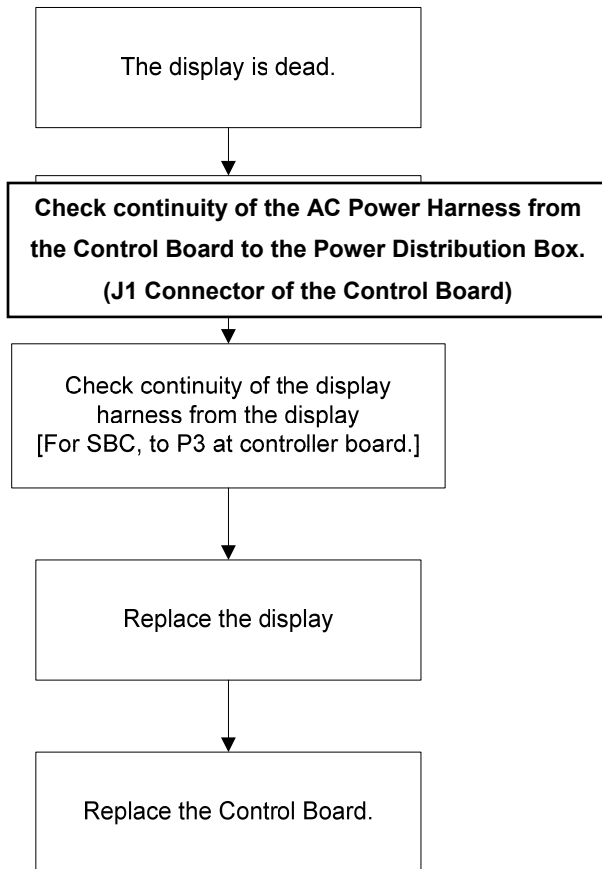 The display is dead.
Check continuity of the AC Power Harness from
the Control Board to the Power Distribution Box.
(J1 Connector of the Control Board)
Check continuity of the display
harness from the display
[For SBC, to P3 at controller board.]
Replace the display
Replace the Control Board.